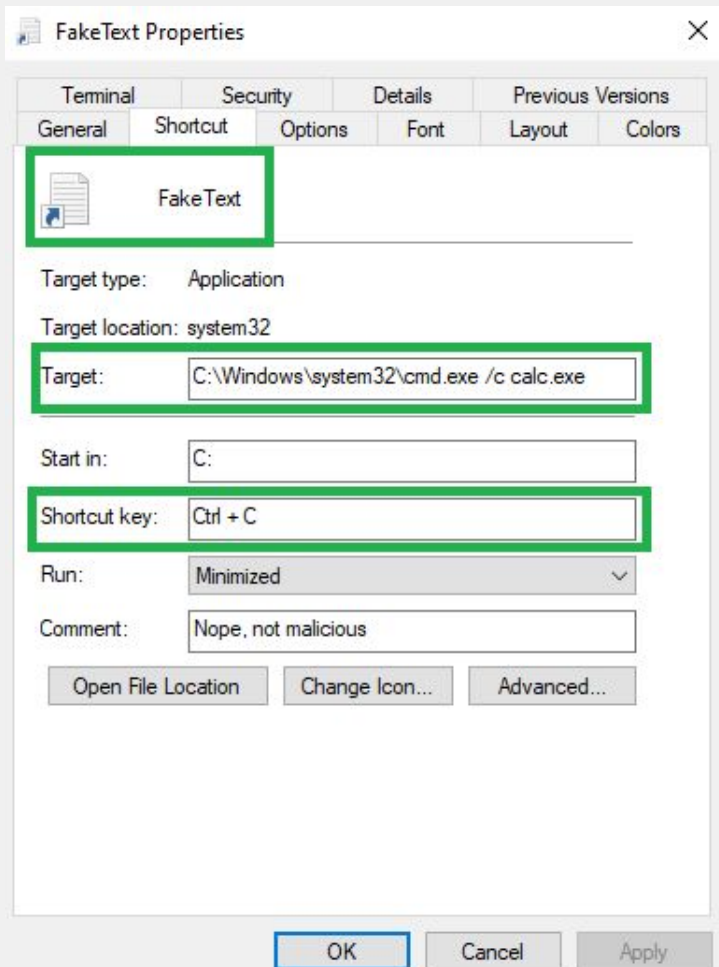 FakeText Properties
Terminal Security Details Previous Versions
General Shortcut Options Font Layout Colors
FakeText
Target type: Application
Target location: system32
Target: C:\Windows\system32\cmd.exe /c calc.exe
Start in: C:
Shortcut key: Ctrl + C
Run: Minimized
Comment: Nope, not malicious
Open File Location Change Icon... Advanced...
OK Cancel Apply